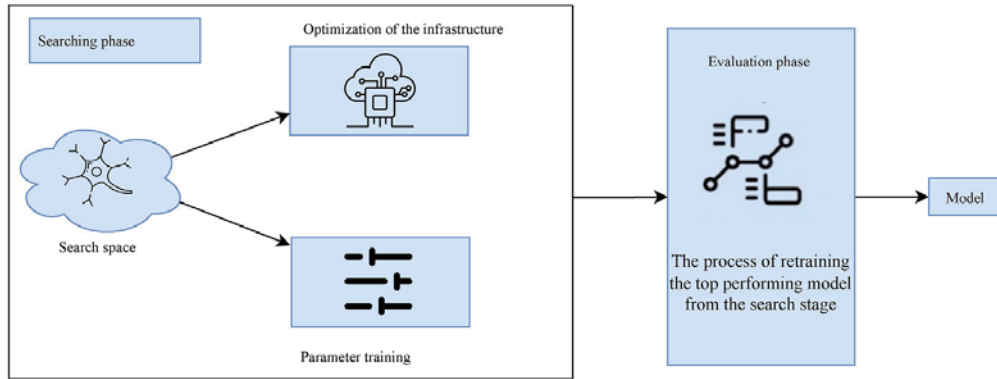 Searching phase
Optimization of the infrastructure
Search space
Parameter training
Evaluation phase
The process of retraining
the top performing model
from the search stage
Model